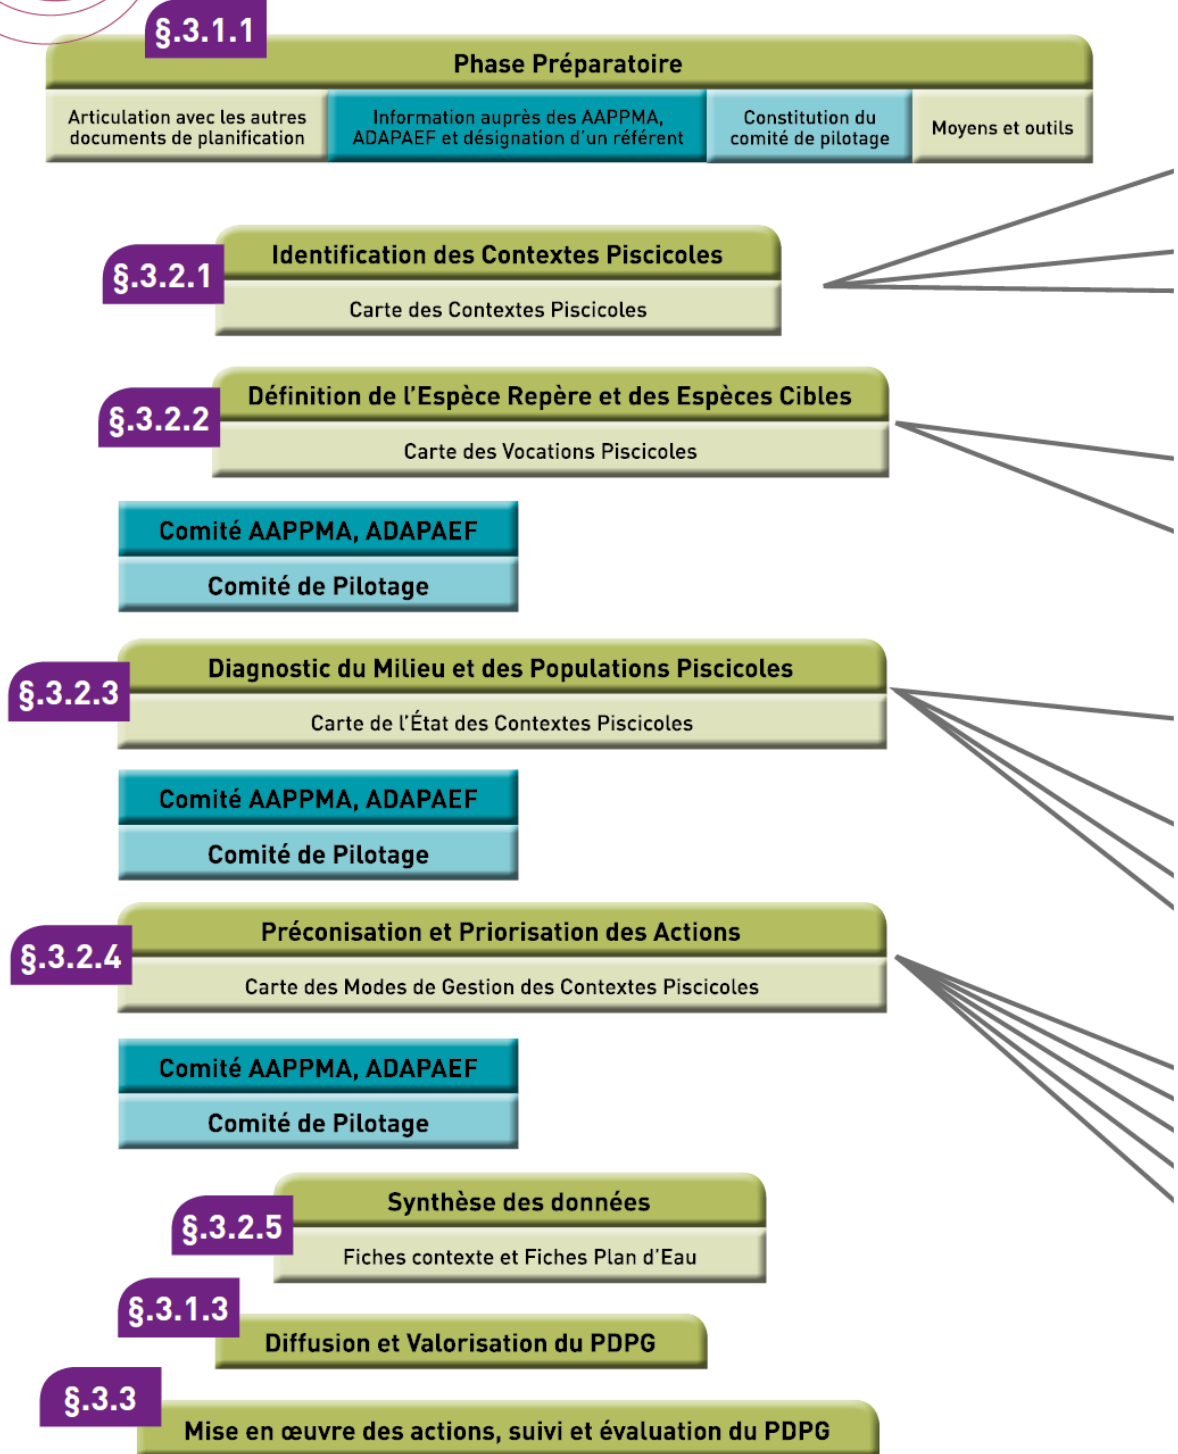 §.3.1.1
Phase Préparatoire
Articulation avec les autres
documents de planification
Information auprès des AAPPMA,
ADAPAEF et désignation d'un référent
Constitution du
comité de pilotage
Moyens et outils
§.3.2.1
Identification des Contextes Piscicoles
Carte des Contextes Piscicoles
§.3.2.2
Définition de l'Espèce Repère et des Espèces Cibles
Carte des Vocations Piscicoles
Comité AAPPMA, ADAPAEF
Comité de Pilotage
§.3.2.3
Diagnostic du Milieu et des Populations Piscicoles
Carte de l'État des Contextes Piscicoles
Comité AAPPMA, ADAPAEF
Comité de Pilotage
§.3.2.4
Préconisation et Priorisation des Actions
Carte des Modes de Gestion des Contextes Piscicoles
Comité AAPPMA, ADAPAEF
Comité de Pilotage
§.3.2.5
Synthèse des données
Fiches contexte et Fiches Plan d'Eau
§.3.1.3
Diffusion et Valorisation du PDPG
§.3.3
Mise en œuvre des actions, suivi et évaluation du PDPG